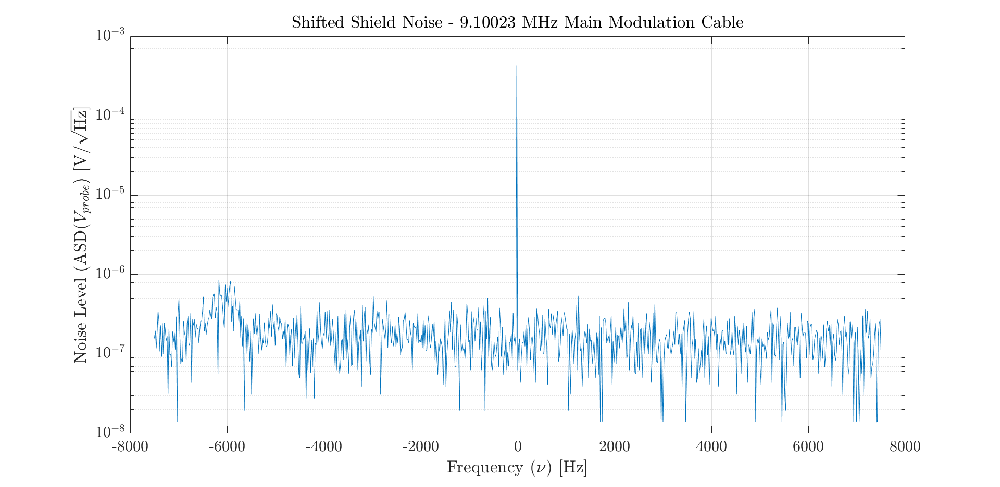 Shifted Shield Noise - 9.10023 MHz Main Modulation Cable
Noise Level (ASD(V_probe) [V/√Hz]
10^-3
10^-4
10^-5
10^-6
10^-7
10^-8
-8000 -6000 -4000 -2000 0 2000 4000 6000 8000
Frequency (ν) [Hz]